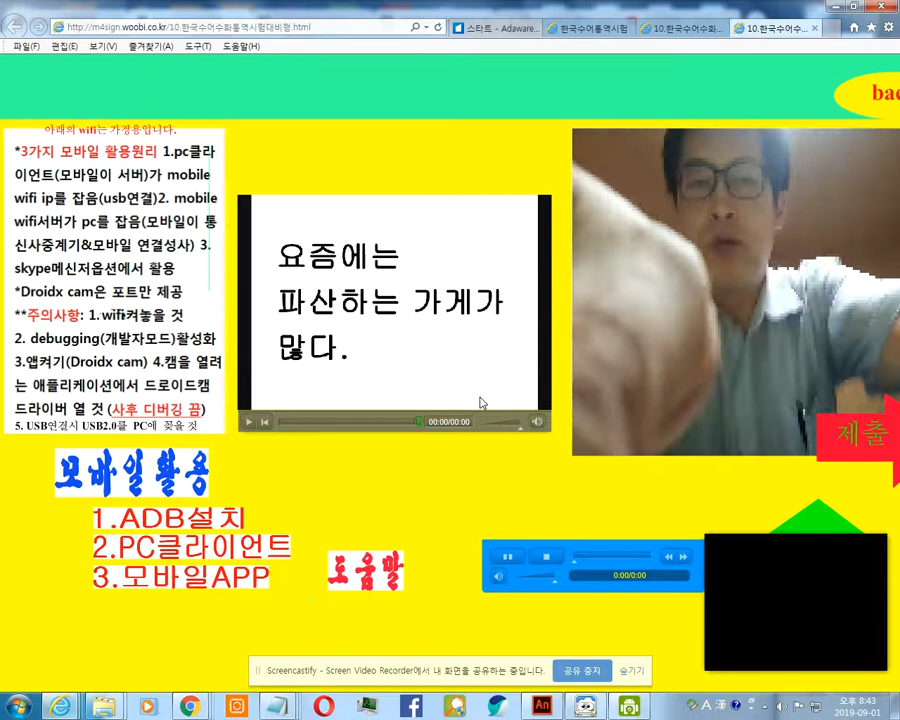 http://m4sign.woobi.co.kr/10.한국수어수화통역시험대비형.html
스타트 - Adaware...
한국수어통역시험
10.한국수어수화...
10.한국수어수...
파일(F) 편집(E) 보기(V) 즐겨찾기(A) 도구(T) 도움말(H)
bac
아래의 wifi는 가정용입니다.
*3가지 모바일 활용원리 1.pc클라
이언트(모바일이 서버)가 mobile
wifi ip를 잡음(usb연결)2. mobile
wifi서버가 pc를 잡음(모바일이 통
신사중계기&모바일 연결성사) 3.
skype메신저옵션에서 활용
*Droidx cam은 포트만 제공
**주의사항: 1.wifi켜놓을 것
2. debugging(개발자모드)활성화
3.앱켜기(Droidx cam) 4.캠을 열려
는 애플리케이션에서 드로이드캠
드라이버 열 것 (사후 디버깅 끔)
5. USB연결시 USB2.0를 PC에 꽂을 것
요즘에는
파산하는 가게가
많다.
00:00/00:00
제출
모바일활용
1.ADB설치
2.PC클라이언트
3.모바일APP
도움말
0:00/0:00
Screencastify - Screen Video Recorder에서 내 화면을 공유하는 중입니다.
공유 중지
숨기기
A 漢
오후 8:43
2019-09-01